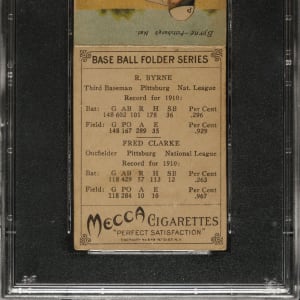 Byrne-Pittsburgh Nat.
BASE BALL FOLDER SERIES
R. BYRNE
Third Baseman Pittsburg Nat. League
Record for 1910:
Bat: G AB R H SB Per Cent
148 602 101 178 36 .296
Field: G PO A E Per Cent
148 167 289 35 .929
FRED CLARKE
Outfielder Pittsburg National League
Record for 1910:
Bat: G AB R H SB Per Cent
118 429 57 113 12 .263
Field: G PO A E Per Cent
118 284 10 10 .967
MECCA CIGARETTES
"PERFECT SATISFACTION"